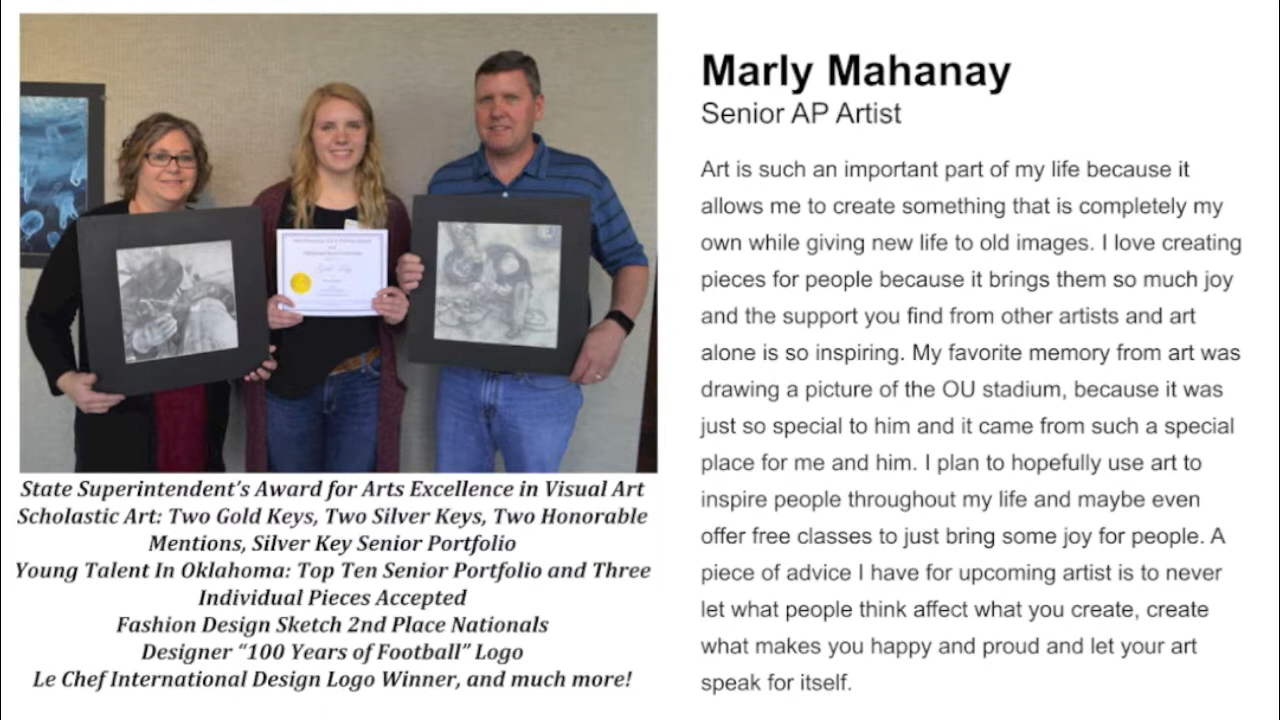 Marly Mahanay
Senior AP Artist
Art is such an important part of my life because it
allows me to create something that is completely my
own while giving new life to old images. I love creating
pieces for people because it brings them so much joy
and the support you find from other artists and art
alone is so inspiring. My favorite memory from art was
drawing a picture of the OU stadium, because it was
just so special to him and it came from such a special
place for me and him. I plan to hopefully use art to
inspire people throughout my life and maybe even
offer free classes to just bring some joy for people. A
piece of advice I have for upcoming artist is to never
let what people think affect what you create, create
what makes you happy and proud and let your art
speak for itself.
State Superintendent's Award for Arts Excellence in Visual Art
Scholastic Art: Two Gold Keys, Two Silver Keys, Two Honorable
Mentions, Silver Key Senior Portfolio
Young Talent In Oklahoma: Top Ten Senior Portfolio and Three
Individual Pieces Accepted
Fashion Design Sketch 2nd Place Nationals
Designer "100 Years of Football" Logo
Le Chef International Design Logo Winner, and much more!